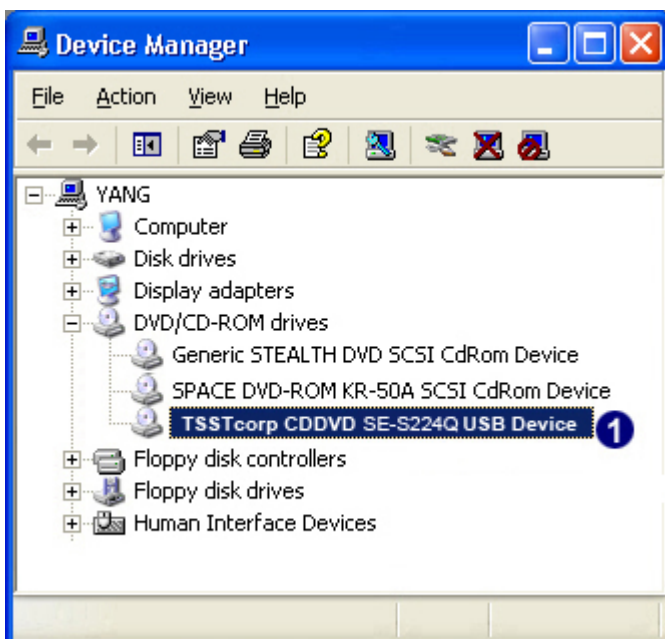 Device Manager
File Action View Help
YANG
Computer
Disk drives
Display adapters
DVD/CD-ROM drives
Generic STEALTH DVD SCSI CdRom Device
SPACE DVD-ROM KR-50A SCSI CdRom Device
TSSTcorp CDDVD SE-S224Q USB Device 1
Floppy disk controllers
Floppy disk drives
Human Interface Devices